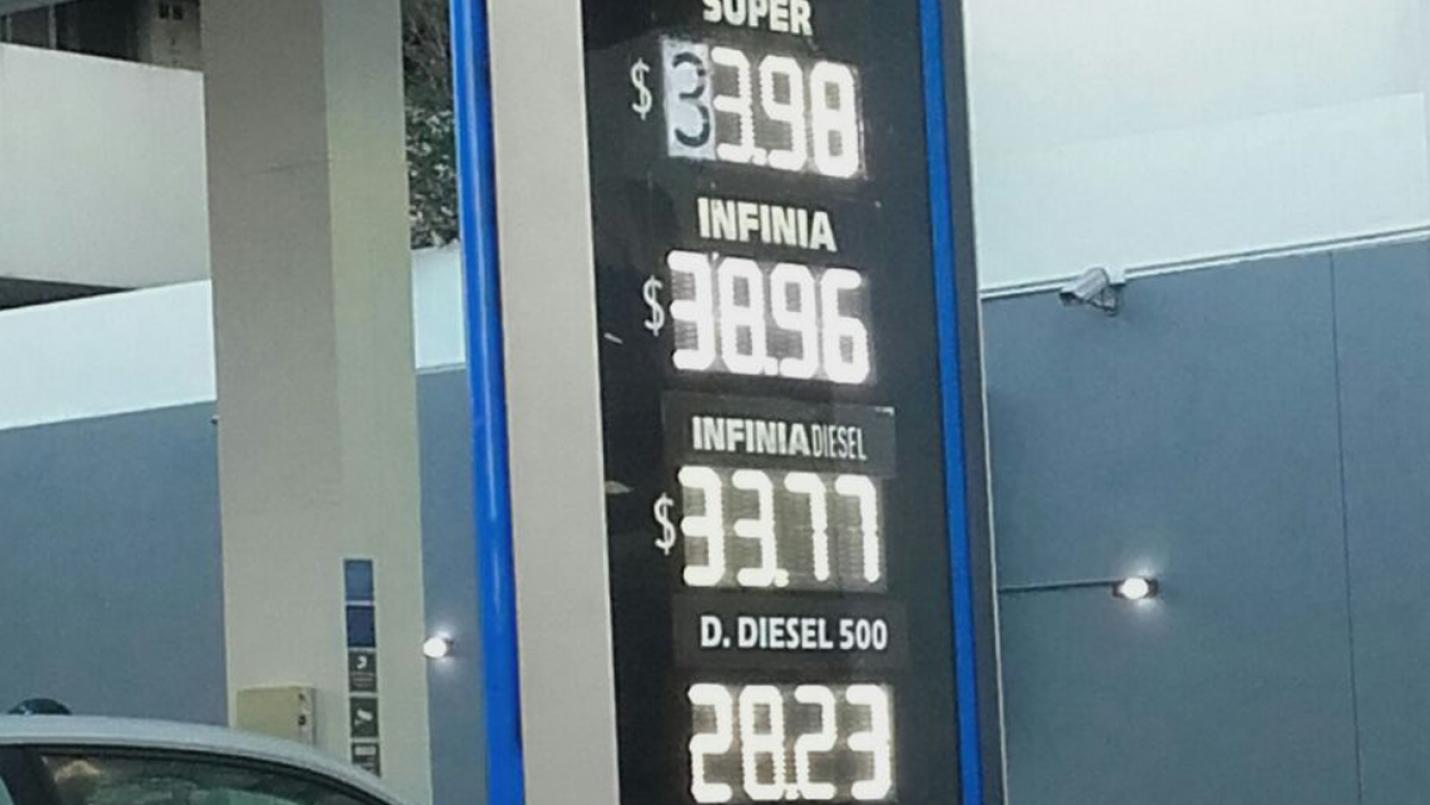 SUPER
$ 33.98
INFINIA
$ 38.96
INFINIA DIESEL
$ 33.77
D. DIESEL 500
28.23